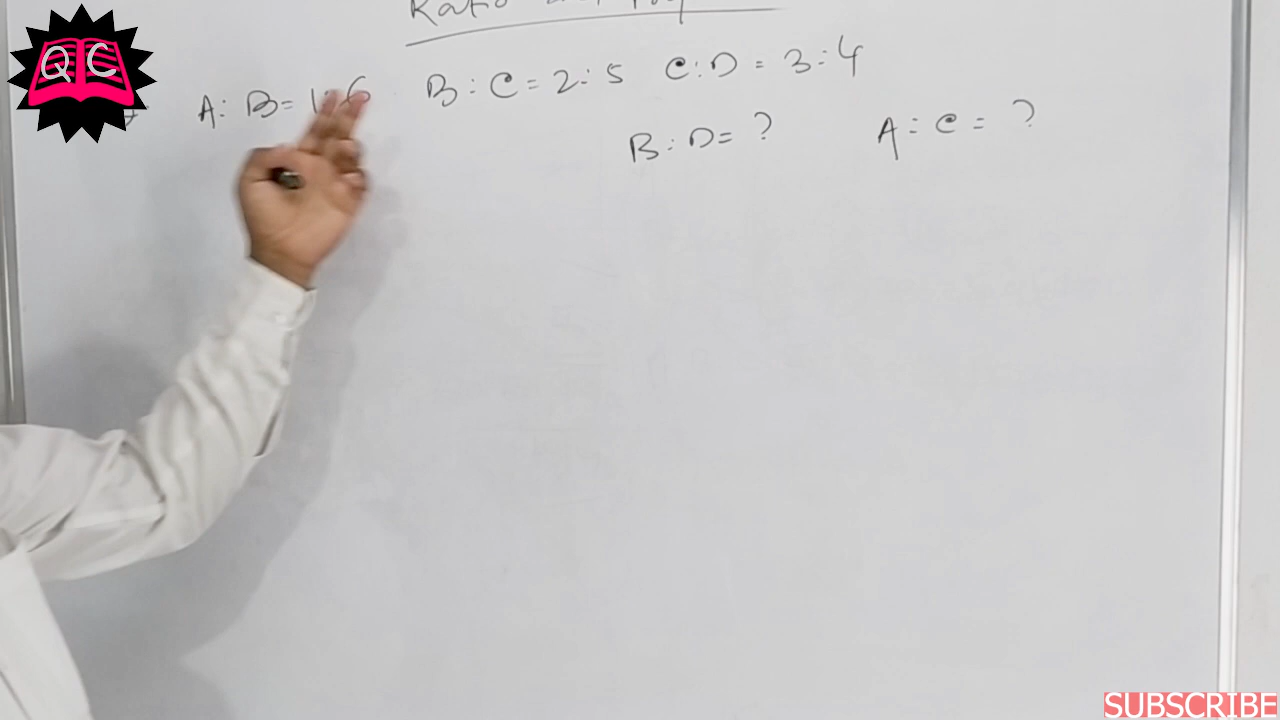 QC
A : B = 1 : 6 B : C = 2 : 5 C : D = 3 : 4
B : D = ? A : C = ?
SUBSCRIBE